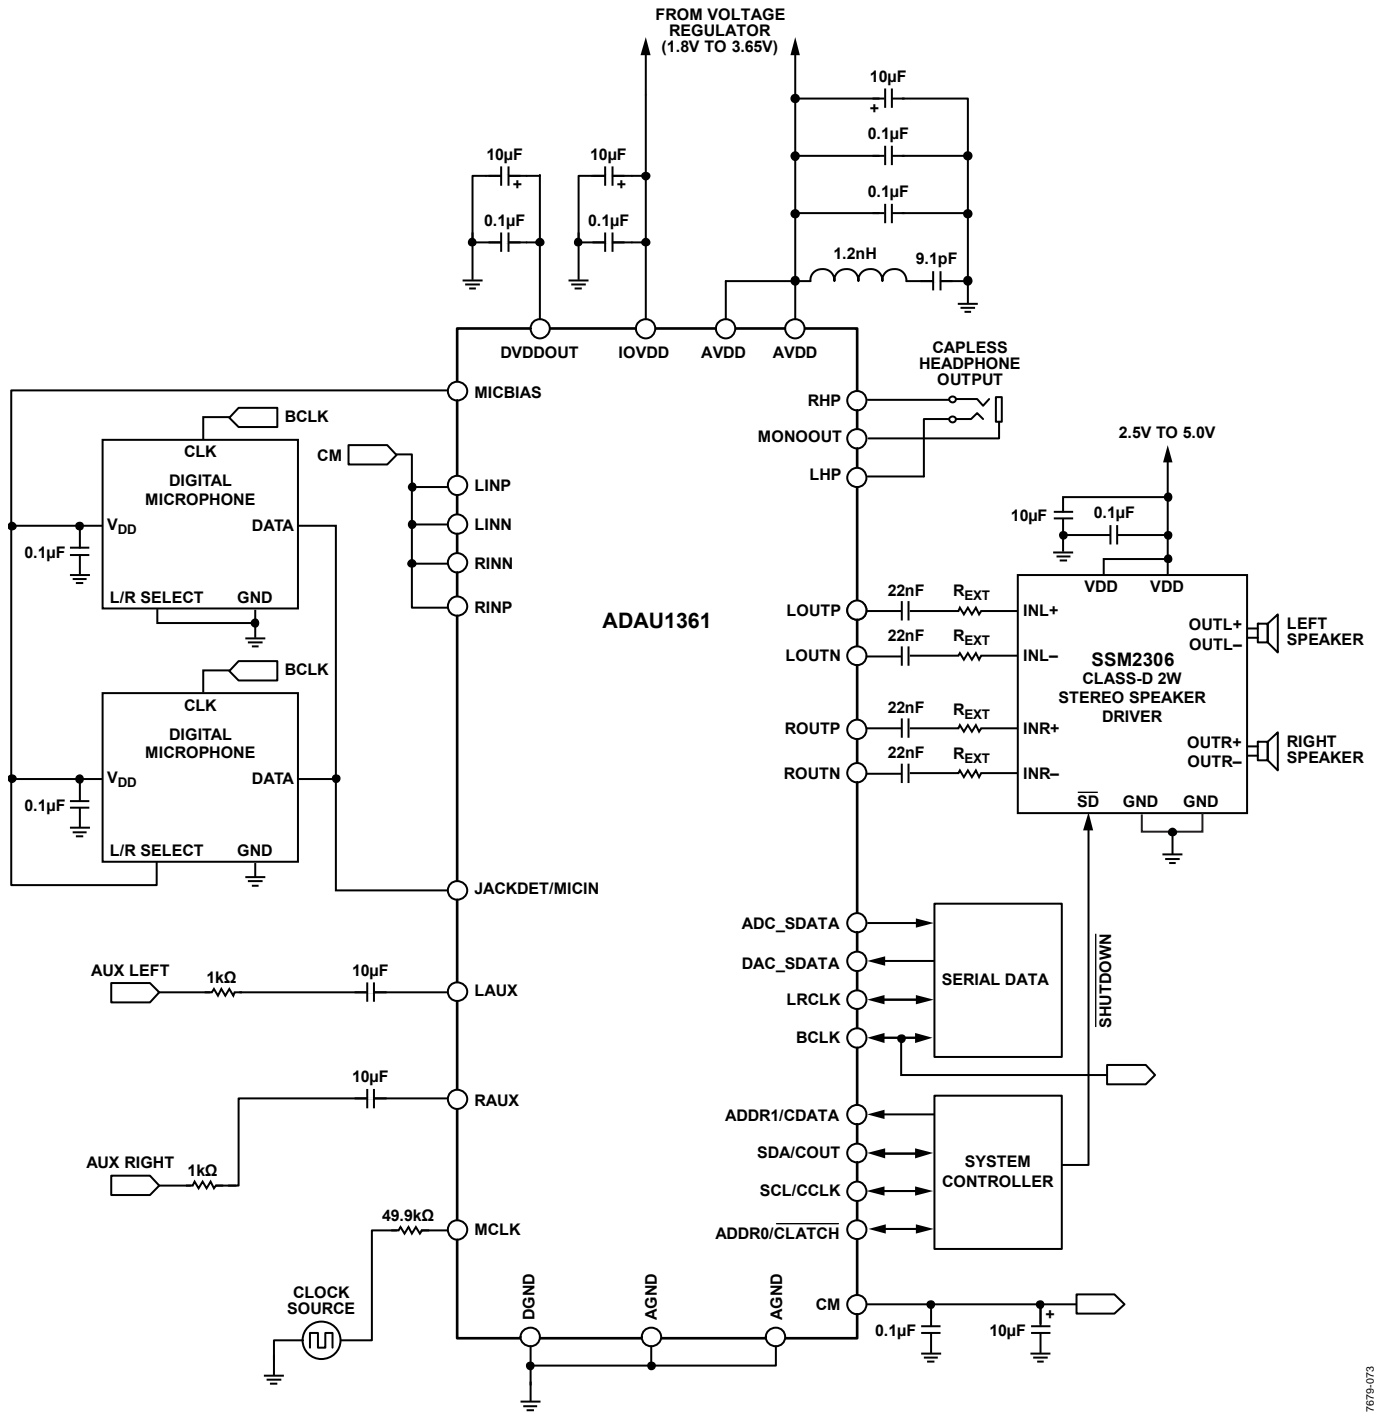 FROM VOLTAGE
REGULATOR
(1.8V TO 3.65V)
10µF
0.1µF
0.1µF
1.2nH
9.1pF
10µF
0.1µF
10µF
0.1µF
DVDDOUT
IOVDD
AVDD
AVDD
MICBIAS
BCLK
CLK
DIGITAL
MICROPHONE
VDD
DATA
0.1µF
L/R SELECT
GND
BCLK
CLK
DIGITAL
MICROPHONE
VDD
DATA
0.1µF
L/R SELECT
GND
CM
LINP
LINN
RINN
RINP
JACKDET/MICIN
AUX LEFT
1kΩ
10µF
LAUX
10µF
RAUX
AUX RIGHT
1kΩ
49.9kΩ
MCLK
CLOCK
SOURCE
ADAU1361
DGND
AGND
AGND
CAPLESS
HEADPHONE
OUTPUT
RHP
MONOOUT
LHP
2.5V TO 5.0V
10µF
0.1µF
VDD
VDD
LOUTP
22nF
REXT
INL+
LOUTN
22nF
REXT
INL–
ROUTP
22nF
REXT
INR+
ROUTN
22nF
REXT
INR–
SSM2306
CLASS-D 2W
STEREO SPEAKER
DRIVER
OUTL+
OUTL–
LEFT
SPEAKER
OUTR+
OUTR–
RIGHT
SPEAKER
SD
GND
GND
ADC_SDATA
DAC_SDATA
LRCLK
BCLK
SERIAL DATA
SHUTDOWN
ADDR1/CDATA
SDA/COUT
SCL/CCLK
ADDR0/CLATCH
SYSTEM
CONTROLLER
CM
0.1µF
10µF
7679-073